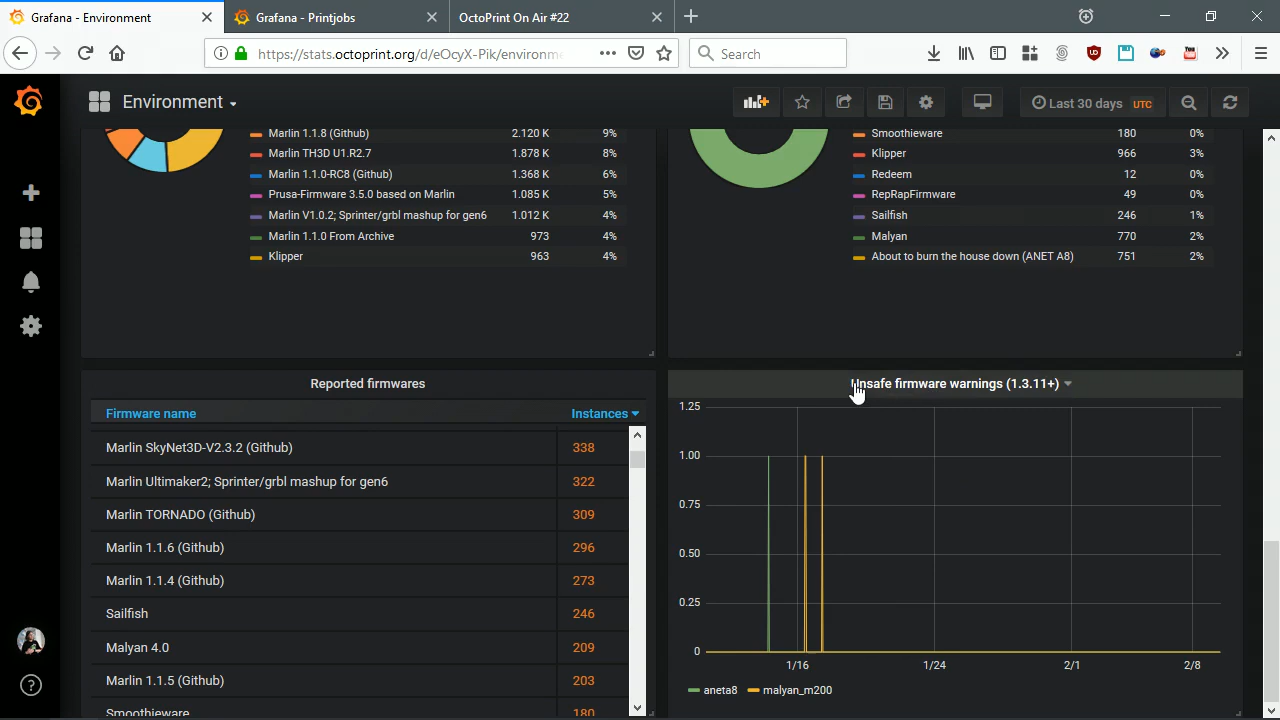 Grafana - Environment
Grafana - Printjobs
OctoPrint On Air #22
https://stats.octoprint.org/d/eOcyX-Pik/environm
Search
Environment
Last 30 days UTC
Marlin 1.1.8 (Github) 2.120 K 9%
Marlin TH3D U1.R2.7 1.878 K 8%
Marlin 1.1.0-RC8 (Github) 1.368 K 6%
Prusa-Firmware 3.5.0 based on Marlin 1.085 K 5%
Marlin V1.0.2; Sprinter/grbl mashup for gen6 1.012 K 4%
Marlin 1.1.0 From Archive 973 4%
Klipper 963 4%
Smoothieware 180 0%
Klipper 966 3%
Redeem 12 0%
RepRapFirmware 49 0%
Sailfish 246 1%
Malyan 770 2%
About to burn the house down (ANET A8) 751 2%
Reported firmwares
Firmware name Instances
Marlin SkyNet3D-V2.3.2 (Github) 338
Marlin Ultimaker2; Sprinter/grbl mashup for gen6 322
Marlin TORNADO (Github) 309
Marlin 1.1.6 (Github) 296
Marlin 1.1.4 (Github) 273
Sailfish 246
Malyan 4.0 209
Marlin 1.1.5 (Github) 203
Smoothieware 180
Unsafe firmware warnings (1.3.11+)
1.25
1.00
0.75
0.50
0.25
0
1/16 1/24 2/1 2/8
aneta8 malyan_m200